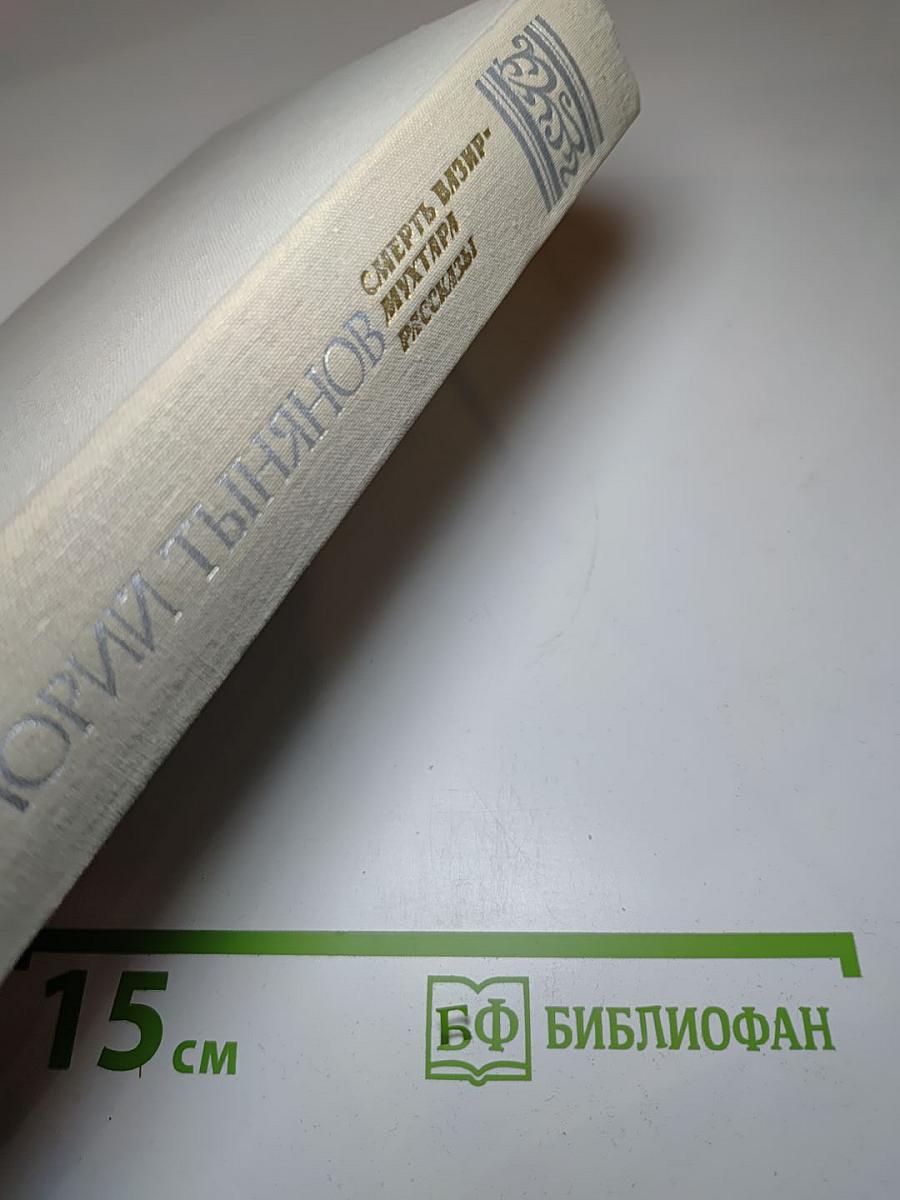 ЮРИЙ ТЫНЯНОВ
СМЕРТЬ ВАЗИР-
МУХТАРА
РАССКАЗЫ
15 см
БФ БИБЛИОФАН